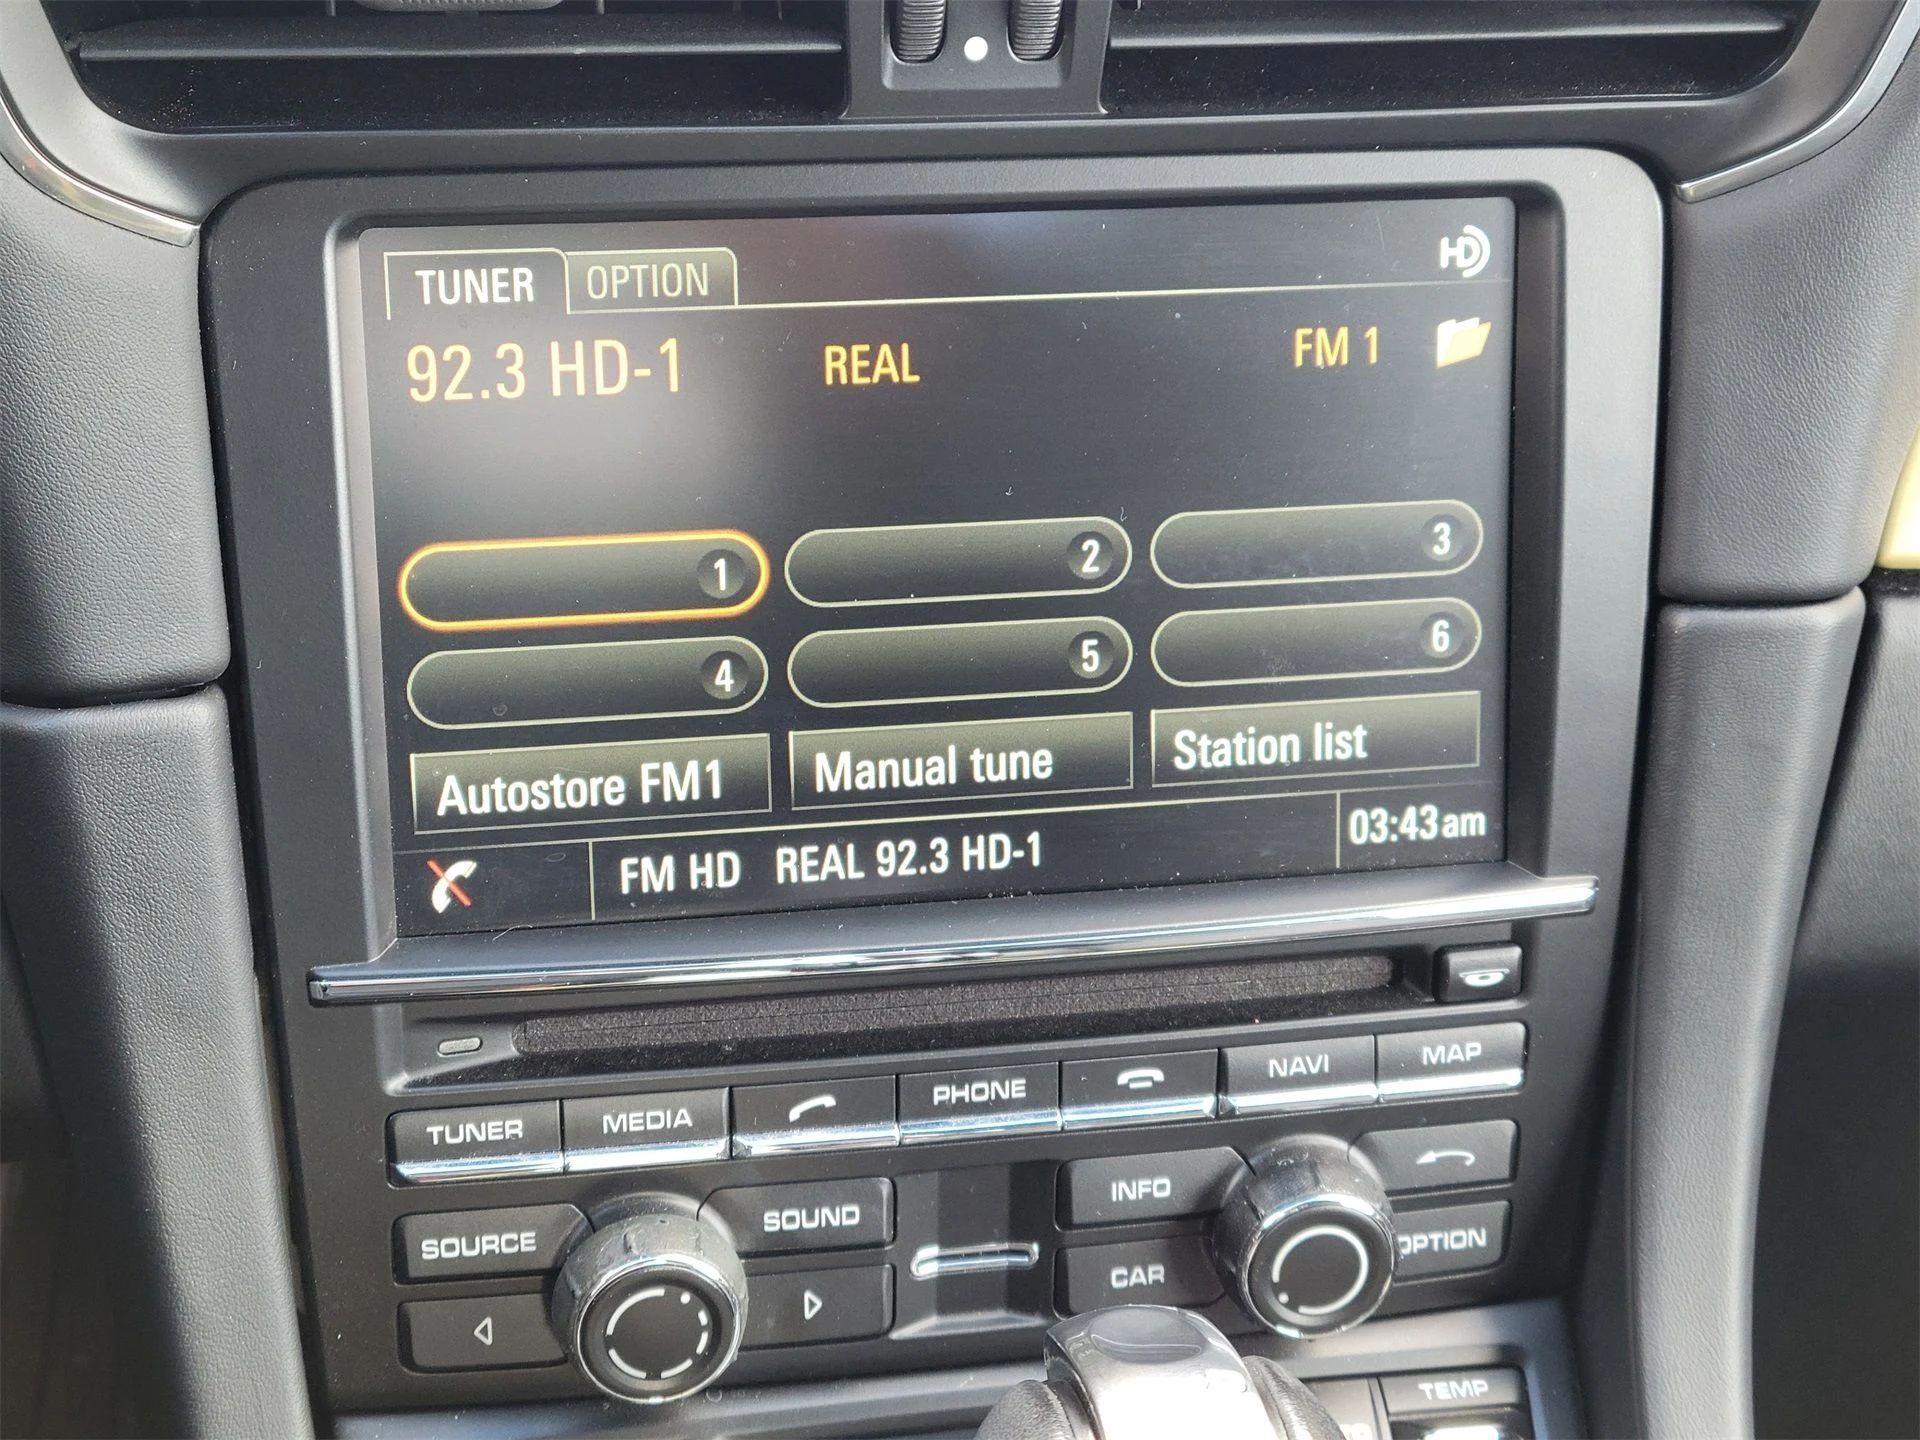 HD
TUNER OPTION
92.3 HD-1 REAL FM 1
1 2 3
4 5 6
Autostore FM1 Manual tune Station list
FM HD REAL 92.3 HD-1 03:43am
TUNER MEDIA PHONE NAVI MAP
SOURCE SOUND INFO
CAR OPTION
TEMP